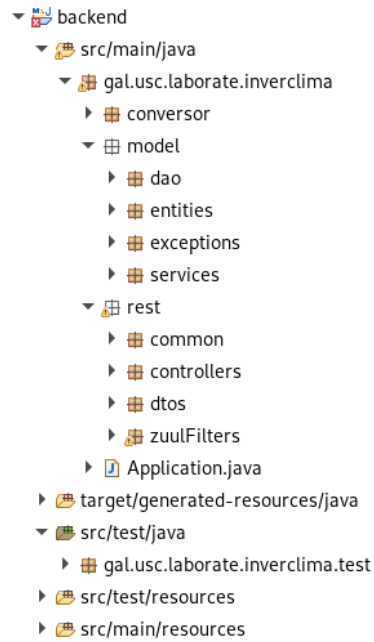 backend
src/main/java
gal.usc.laborate.inverclima
conversor
model
dao
entities
exceptions
services
rest
common
controllers
dtos
zuulFilters
Application.java
target/generated-resources/java
src/test/java
gal.usc.laborate.inverclima.test
src/test/resources
src/main/resources